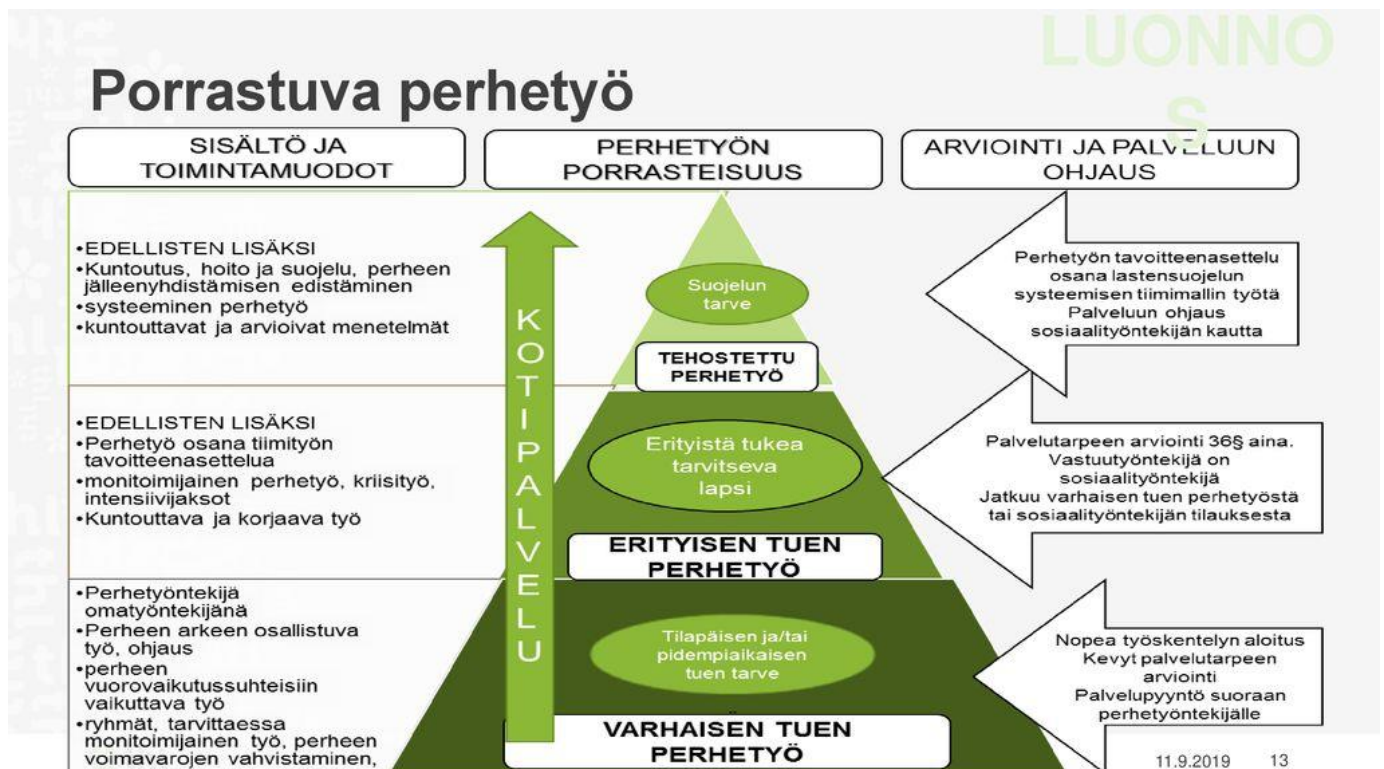 LUONNO
S
Porrastuva perhetyö
SISÄLTÖ JA
TOIMINTAMUODOT
PERHETYÖN
PORRASTEISUUS
ARVIOINTI JA PALVELUUN
OHJAUS
•EDELLISTEN LISÄKSI
•Kuntoutus, hoito ja suojelu, perheen
jälleenyhdistämisen edistäminen
•systeeminen perhetyö
•kuntouttavat ja arvioivat menetelmät
KOTIPALVELU
Suojelun
tarve
TEHOSTETTU
PERHETYÖ
Perhetyön tavoitteenasettelu
osana lastensuojelun
systeemisen tiimimallin työtä
Palveluun ohjaus
sosiaalityöntekijän kautta
•EDELLISTEN LISÄKSI
•Perhetyö osana tiimityön
tavoitteenasettelua
•monitoimijainen perhetyö, kriisityö,
intensiivijaksot
•Kuntouttava ja korjaava työ
Erityistä tukea
tarvitseva
lapsi
ERITYISEN TUEN
PERHETYÖ
Palvelutarpeen arviointi 36§ aina.
Vastuutyöntekijä on
sosiaalityöntekijä
Jatkuu varhaisen tuen perhetyöstä
tai sosiaalityöntekijän tilauksesta
•Perhetyöntekijä
omatyöntekijänä
•Perheen arkeen osallistuva
työ, ohjaus
•perheen
vuorovaikutussuhteisiin
vaikuttava työ
•ryhmät, tarvittaessa
monitoimijainen työ, perheen
voimavarojen vahvistaminen,
Tilapäisen ja/tai
pidempiaikaisen
tuen tarve
VARHAISEN TUEN
PERHETYÖ
Nopea työskentelyn aloitus
Kevyt palvelutarpeen
arviointi
Palvelupyyntö suoraan
perhetyöntekijälle
11.9.2019 13